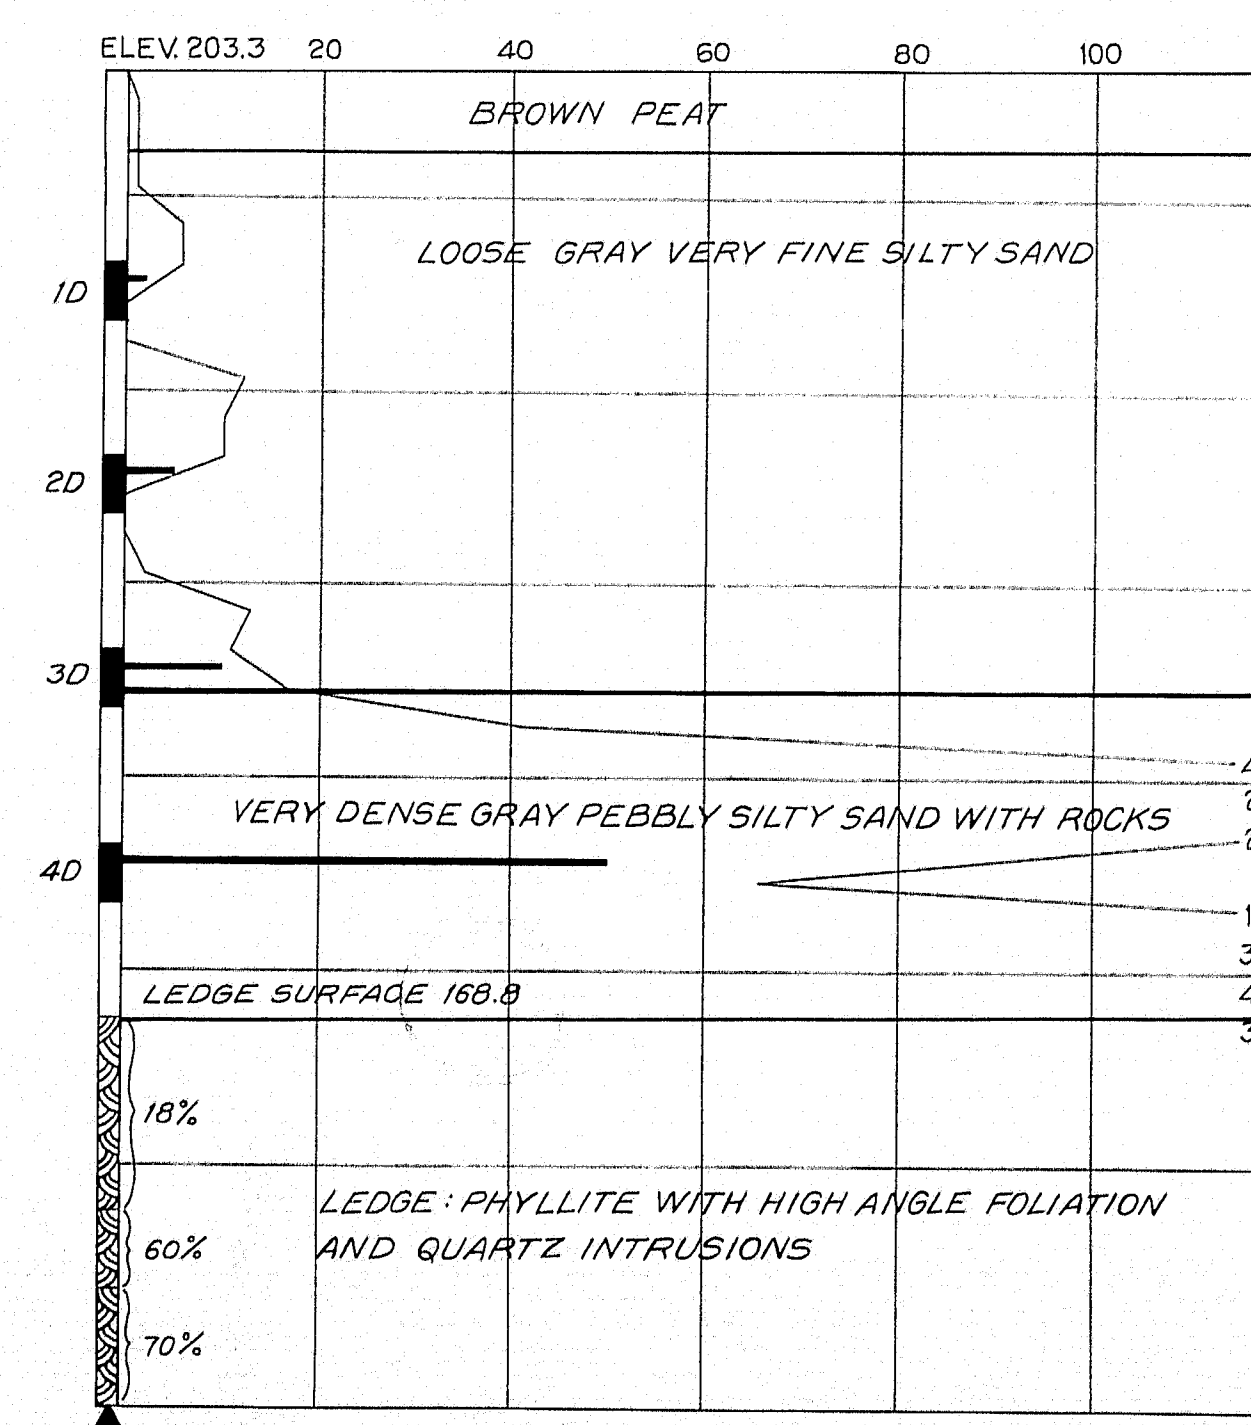 ELEV. 203.3 20 40 60 80 100
BROWN PEAT
LOOSE GRAY VERY FINE SILTY SAND
1D
2D
3D
VERY DENSE GRAY PEBBLY SILTY SAND WITH ROCKS
4D
LEDGE SURFACE 168.8
18%
LEDGE: PHYLLITE WITH HIGH ANGLE FOLIATION
60% AND QUARTZ INTRUSIONS
70%